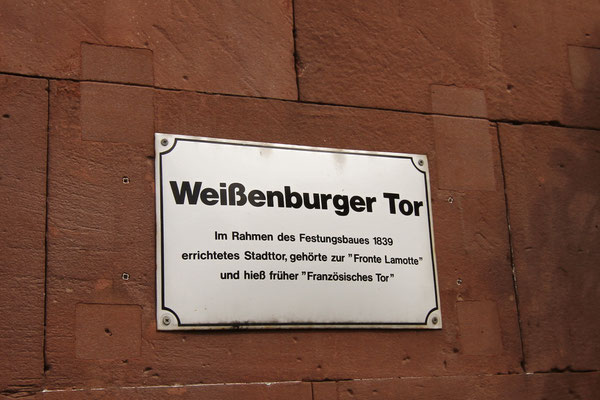 Weißenburger Tor
Im Rahmen des Festungsbaues 1839
errichtetes Stadttor, gehörte zur "Fronte Lamotte"
und hieß früher "Französisches Tor"